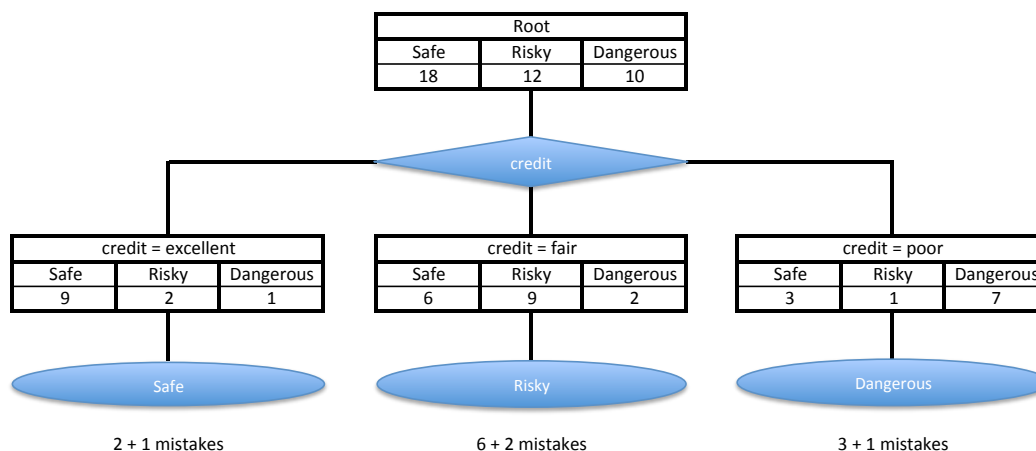 Root
Safe Risky Dangerous
18 12 10
credit
credit = excellent credit = fair credit = poor
Safe Risky Dangerous Safe Risky Dangerous Safe Risky Dangerous
9 2 1 6 9 2 3 1 7
Safe Risky Dangerous
2 + 1 mistakes 6 + 2 mistakes 3 + 1 mistakes